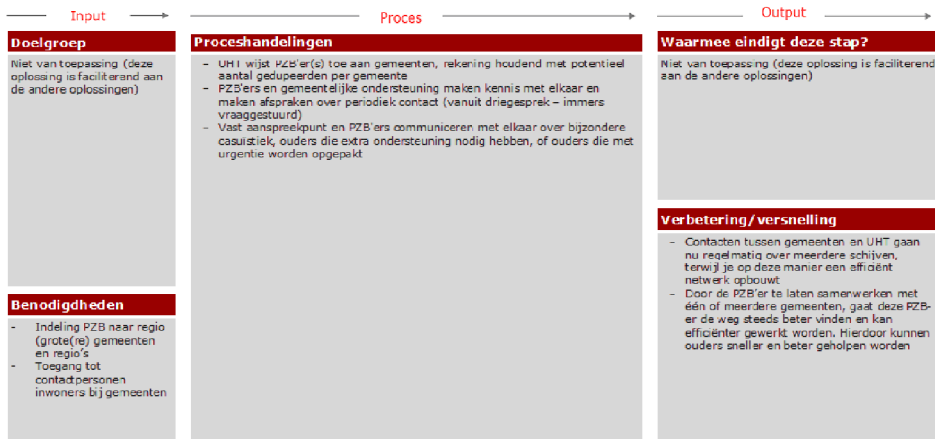 Input
Proces
Output
Doelgroep
Niet van toepassing (deze
oplossing is faciliterend aan
de andere oplossingen)
Benodigdheden
- Indeling PZB naar regio
(grote(re) gemeenten
en regio's
- Toegang tot
contactpersonen
inwoners bij gemeenten
Proceshandelingen
- UHT wijst PZB'er(s) toe aan gemeenten, rekening houdend met potentieel
aantal gedupeerden per gemeente
- PZB'ers en gemeentelijke ondersteuning maken kennis met elkaar en
maken afspraken over periodiek contact (vanuit driegesprek – immers
vraaggestuurd)
- Vast aanspreekpunt en PZB'ers communiceren met elkaar over bijzondere
casuïstiek, ouders die extra ondersteuning nodig hebben, of ouders die met
urgentie worden opgepakt
Waarmee eindigt deze stap?
Niet van toepassing (deze oplossing is faciliterend
aan de andere oplossingen)
Verbetering/versnelling
- Contacten tussen gemeenten en UHT gaan
nu regelmatig over meerdere schijven,
terwijl je op deze manier een efficiënt
netwerk opbouwt
- Door de PZB'er te laten samenwerken met
één of meerdere gemeenten, gaat deze PZB-
er de weg steeds beter vinden en kan
efficiënter gewerkt worden. Hierdoor kunnen
ouders sneller en beter geholpen worden